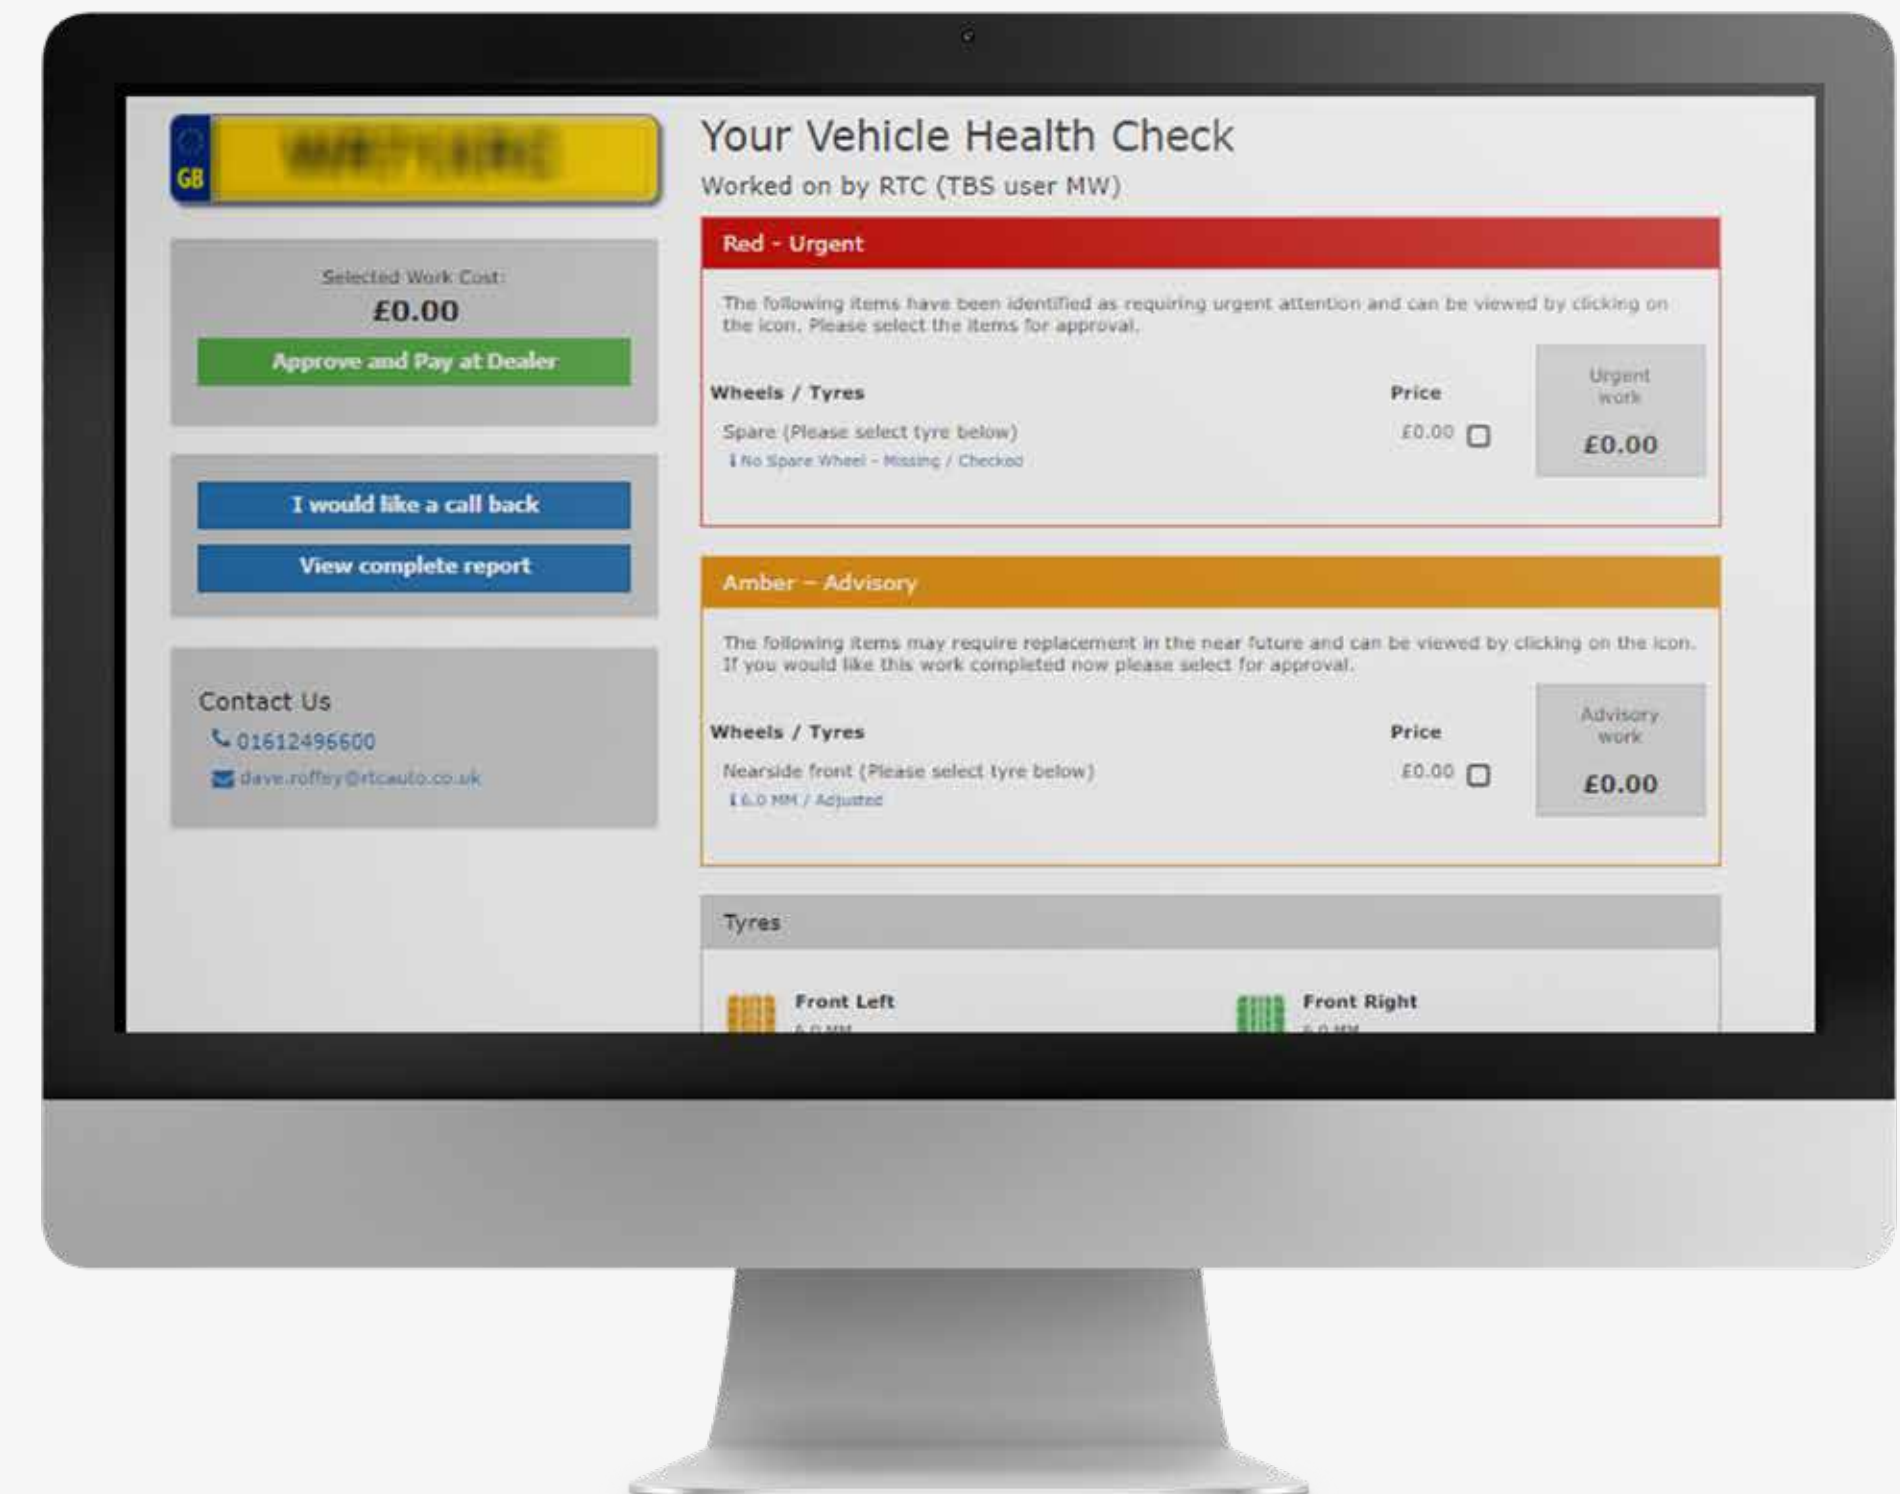 GB
Selected Work Cost:
£0.00
Approve and Pay at Dealer
I would like a call back
View complete report
Contact Us
01612496600
dave.roffey@rtcauto.co.uk
Your Vehicle Health Check
Worked on by RTC (TBS user MW)
Red - Urgent
The following items have been identified as requiring urgent attention and can be viewed by clicking on
the icon. Please select the items for approval.
Wheels / Tyres Price
Urgent
work
Spare (Please select tyre below) £0.00
£0.00
No Spare Wheel - Missing / Checked
Amber – Advisory
The following items may require replacement in the near future and can be viewed by clicking on the icon.
If you would like this work completed now please select for approval.
Wheels / Tyres Price
Advisory
work
Nearside front (Please select tyre below) £0.00
£0.00
6.0 MM / Adjusted
Tyres
Front Left Front Right
6.0 MM 6.0 MM